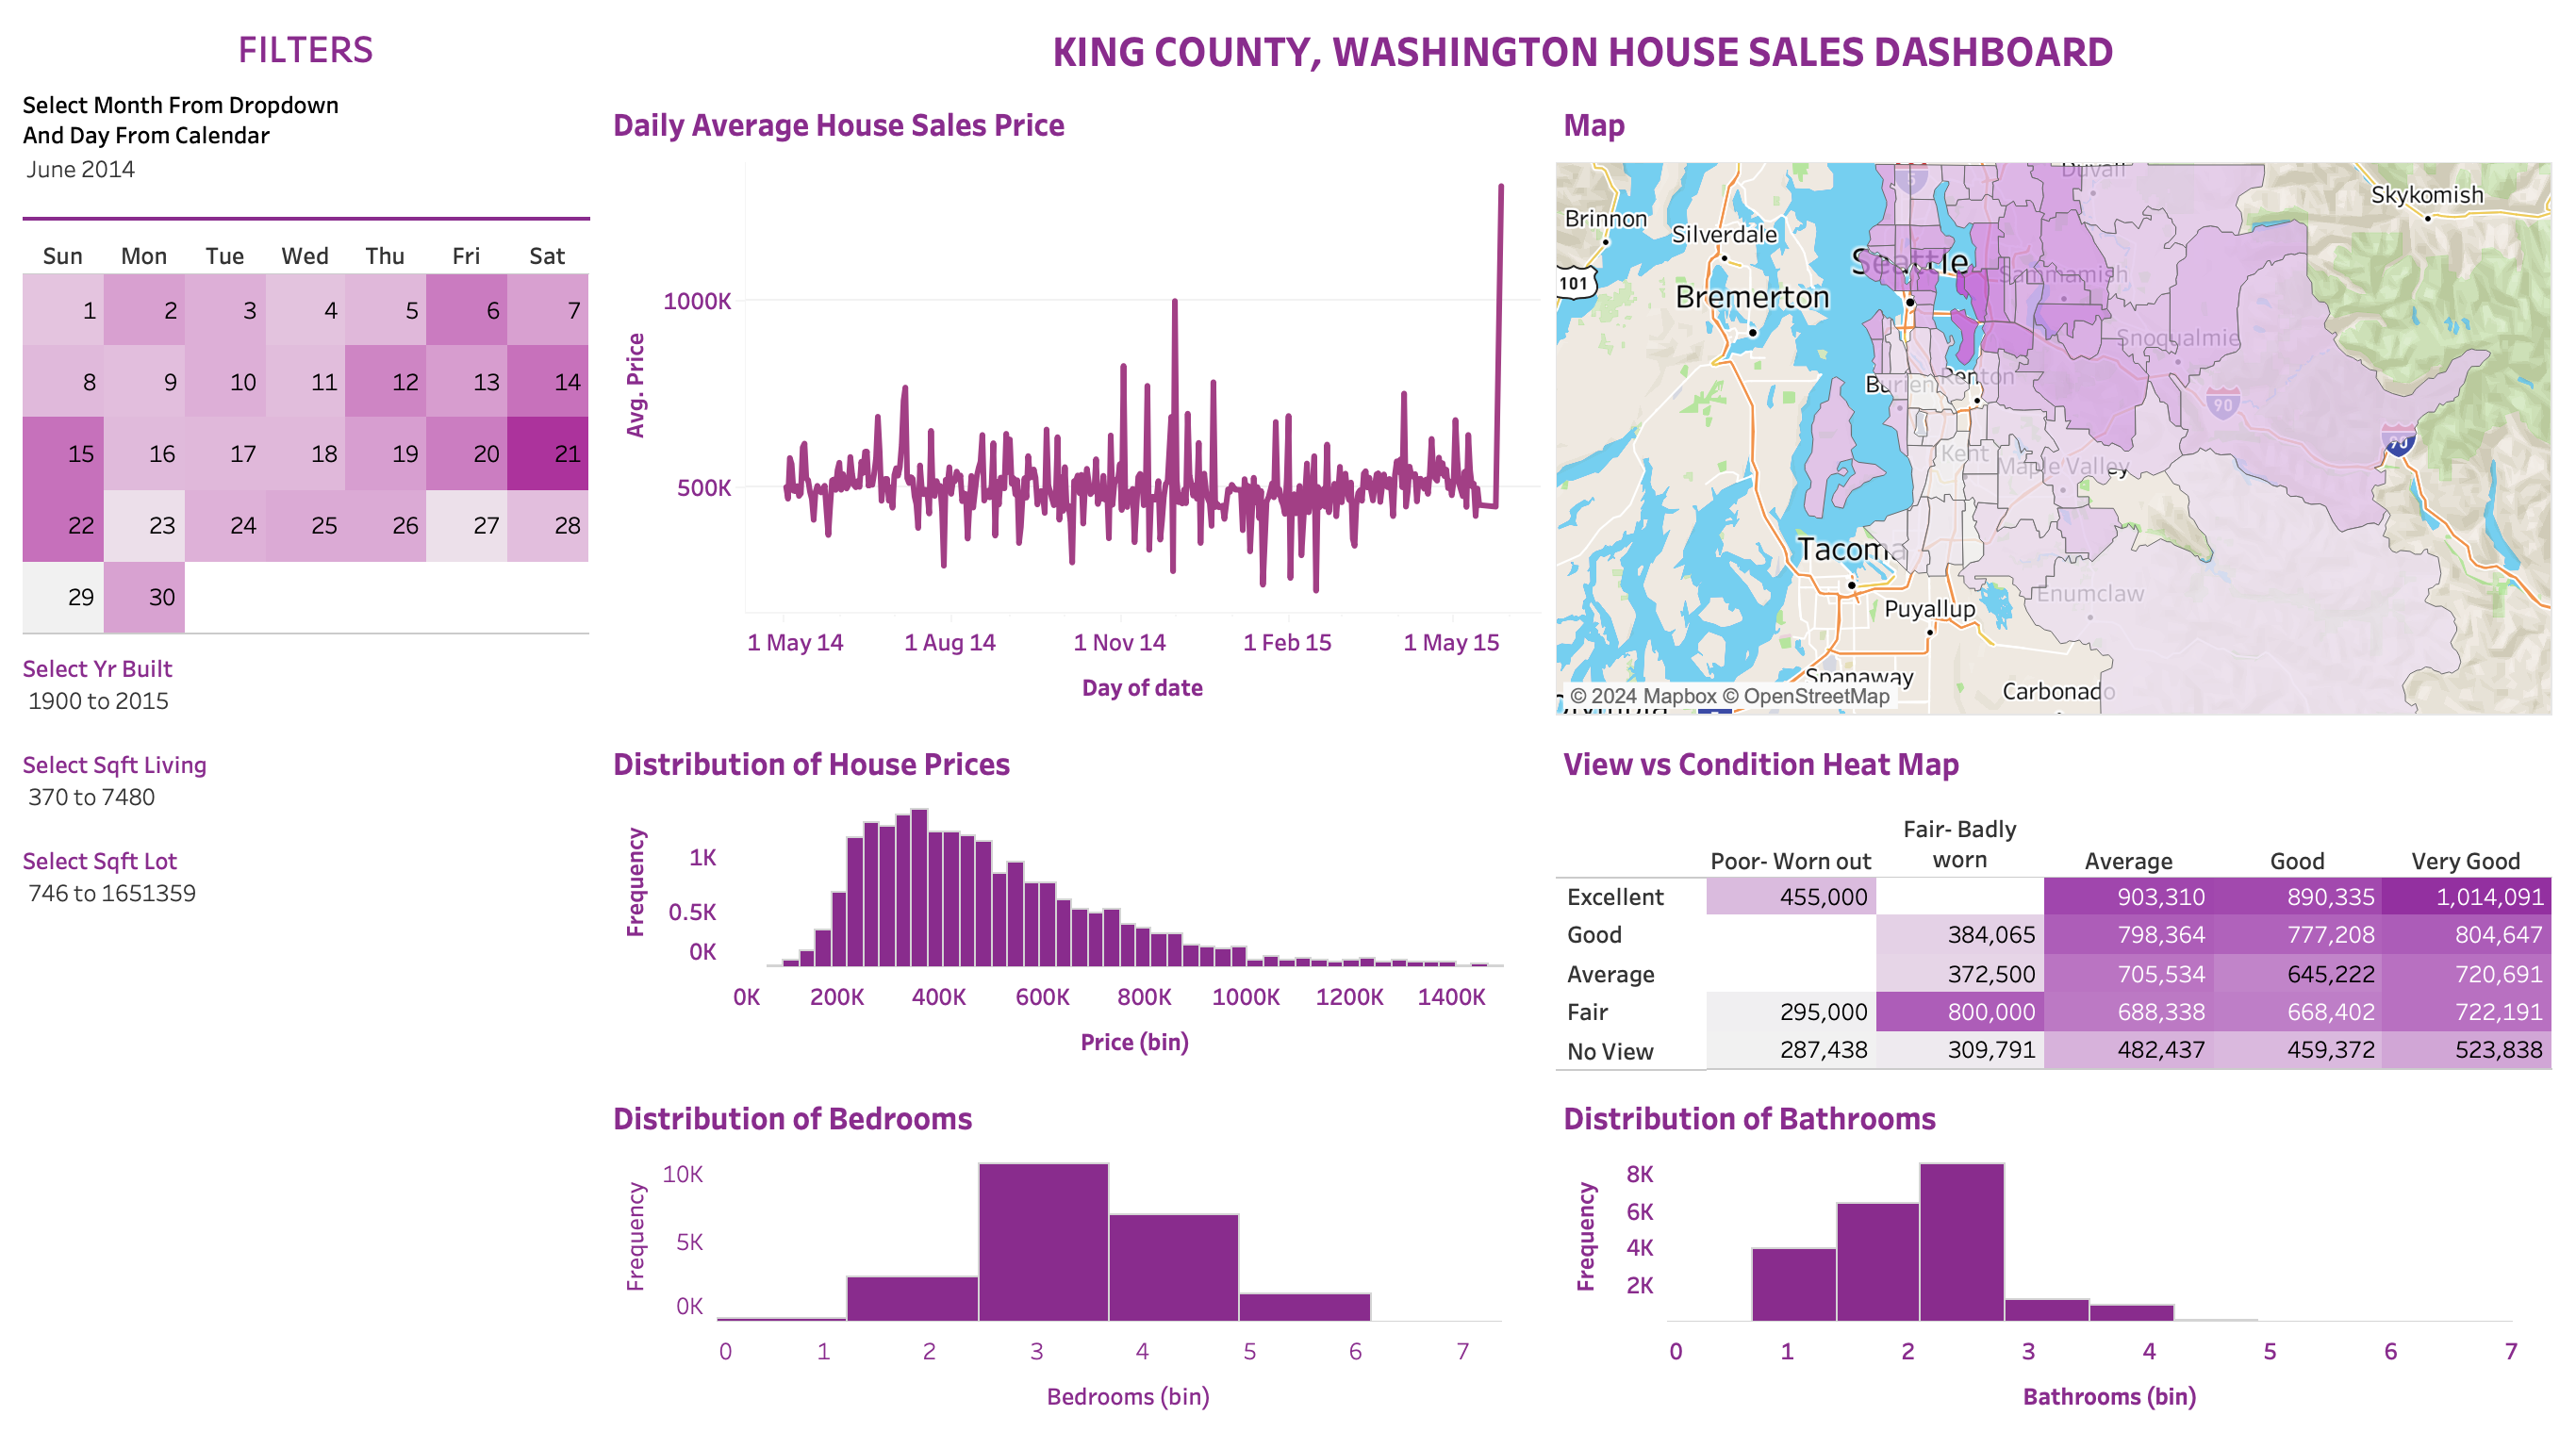 FILTERS
KING COUNTY, WASHINGTON HOUSE SALES DASHBOARD
Select Month From Dropdown
And Day From Calendar
June 2014
Sun Mon Tue Wed Thu Fri Sat
1 2 3 4 5 6 7
8 9 10 11 12 13 14
15 16 17 18 19 20 21
22 23 24 25 26 27 28
29 30
Select Yr Built
1900 to 2015
Select Sqft Living
370 to 7480
Select Sqft Lot
746 to 1651359
Daily Average House Sales Price
Avg. Price
1000K
500K
1 May 14 1 Aug 14 1 Nov 14 1 Feb 15 1 May 15
Day of date
Map
Duvall
5
Skykomish
Brinnon
Silverdale
Seattle
Sammamish
101
Bremerton
Snoqualmie
Burien
Renton
90
90
Kent
Maple Valley
Tacoma
Enumclaw
Puyallup
Spanaway
Carbonado
© 2024 Mapbox © OpenStreetMap
Olympia
Distribution of House Prices
Frequency
1K
0.5K
0K
0K 200K 400K 600K 800K 1000K 1200K 1400K
Price (bin)
View vs Condition Heat Map
Fair- Badly
Poor- Worn out worn Average Good Very Good
Excellent 455,000 903,310 890,335 1,014,091
Good 384,065 798,364 777,208 804,647
Average 372,500 705,534 645,222 720,691
Fair 295,000 800,000 688,338 668,402 722,191
No View 287,438 309,791 482,437 459,372 523,838
Distribution of Bedrooms
Frequency
10K
5K
0K
0 1 2 3 4 5 6 7
Bedrooms (bin)
Distribution of Bathrooms
Frequency
8K
6K
4K
2K
0 1 2 3 4 5 6 7
Bathrooms (bin)